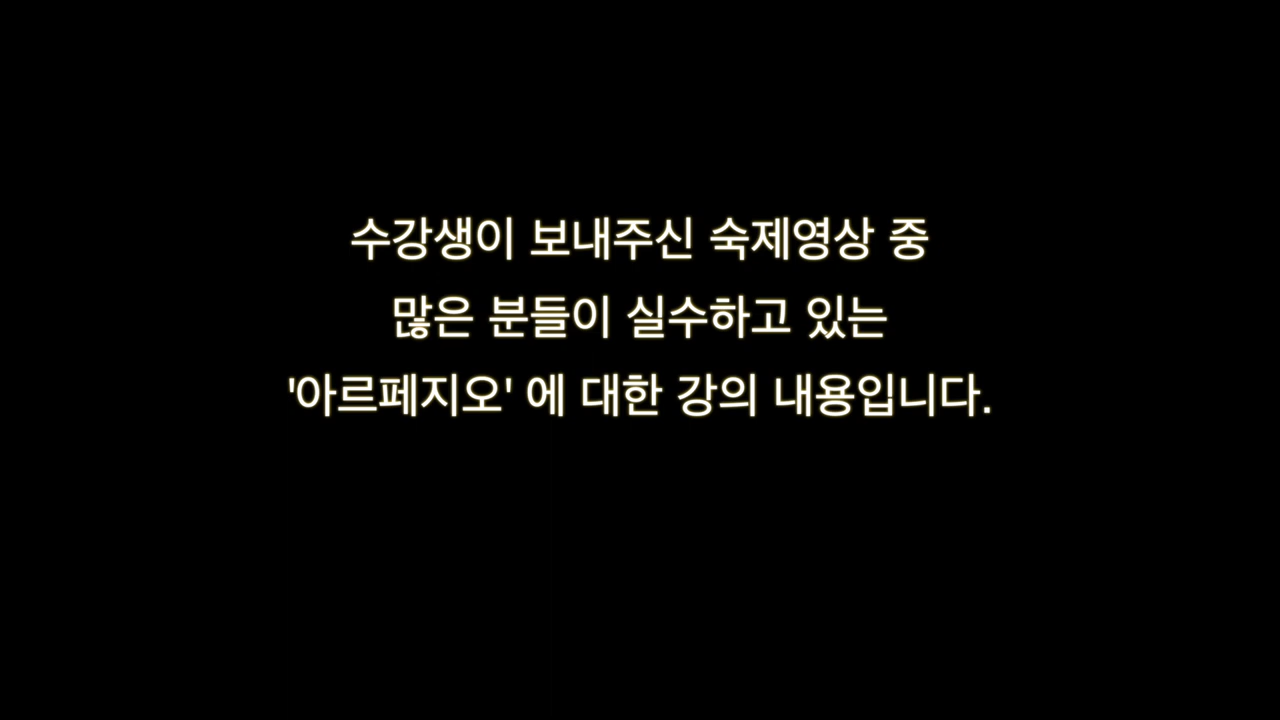 수강생이 보내주신 숙제영상 중
많은 분들이 실수하고 있는
'아르페지오' 에 대한 강의 내용입니다.